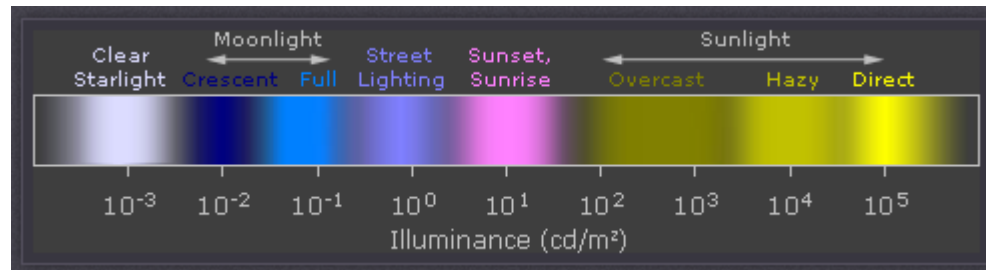 Moonlight Sunlight
Clear Street Sunset,
Starlight Crescent Full Lighting Sunrise Overcast Hazy Direct
10⁻³ 10⁻² 10⁻¹ 10⁰ 10¹ 10² 10³ 10⁴ 10⁵
Illuminance (cd/m²)